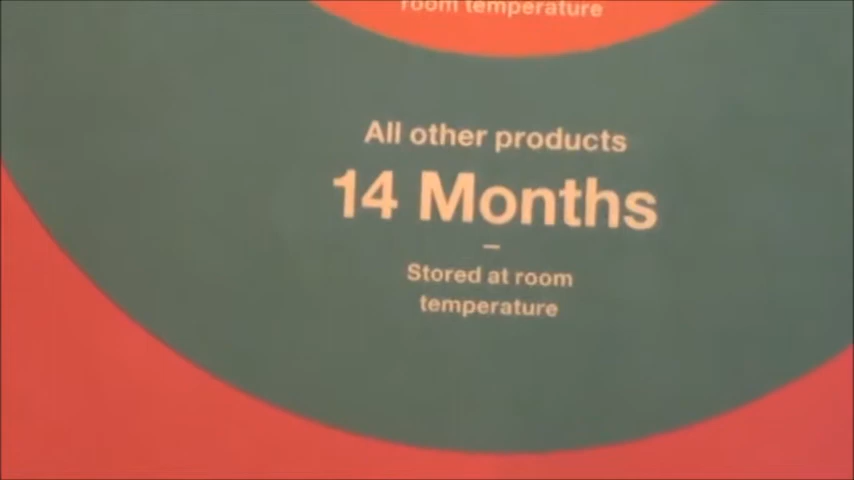 room temperature
All other products
14 Months
–
Stored at room
temperature